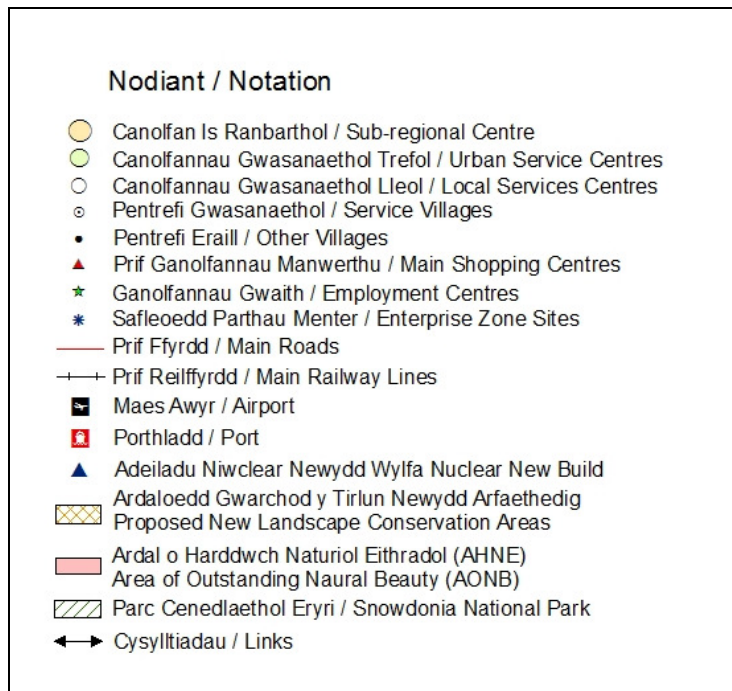 Nodiant / Notation
Canolfan Is Ranbarthol / Sub-regional Centre
Canolfannau Gwasanaethol Trefol / Urban Service Centres
Canolfannau Gwasanaethol Lleol / Local Services Centres
Pentrefi Gwasanaethol / Service Villages
Pentrefi Eraill / Other Villages
Prif Ganolfannau Manwerthu / Main Shopping Centres
Ganolfannau Gwaith / Employment Centres
Safleoedd Parthau Menter / Enterprise Zone Sites
Prif Ffyrdd / Main Roads
Prif Reilffyrdd / Main Railway Lines
Maes Awyr / Airport
Porthladd / Port
Adeiladu Niwclear Newydd Wylfa Nuclear New Build
Ardaloedd Gwarchod y Tirlun Newydd Arfaethedig
Proposed New Landscape Conservation Areas
Ardal o Harddwch Naturiol Eithradol (AHNE)
Area of Outstanding Naural Beauty (AONB)
Parc Cenedlaethol Eryri / Snowdonia National Park
Cysylltiadau / Links